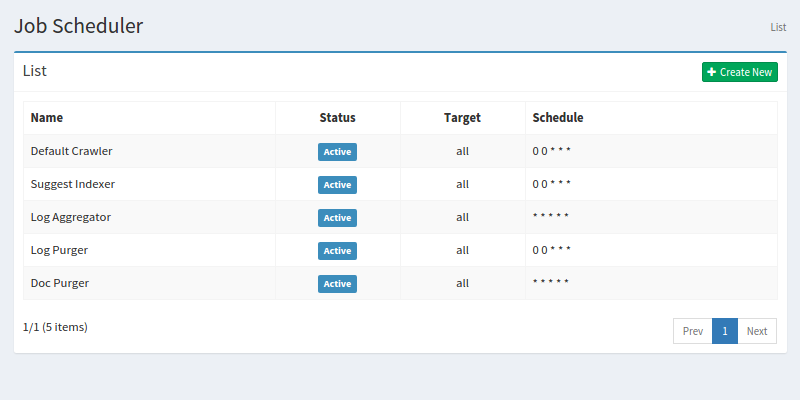 Job Scheduler
List
List
Create New
Name Status Target Schedule
Default Crawler Active all 0 0 * * *
Suggest Indexer Active all 0 0 * * *
Log Aggregator Active all * * * * *
Log Purger Active all 0 0 * * *
Doc Purger Active all * * * * *
1/1 (5 items)
Prev 1 Next